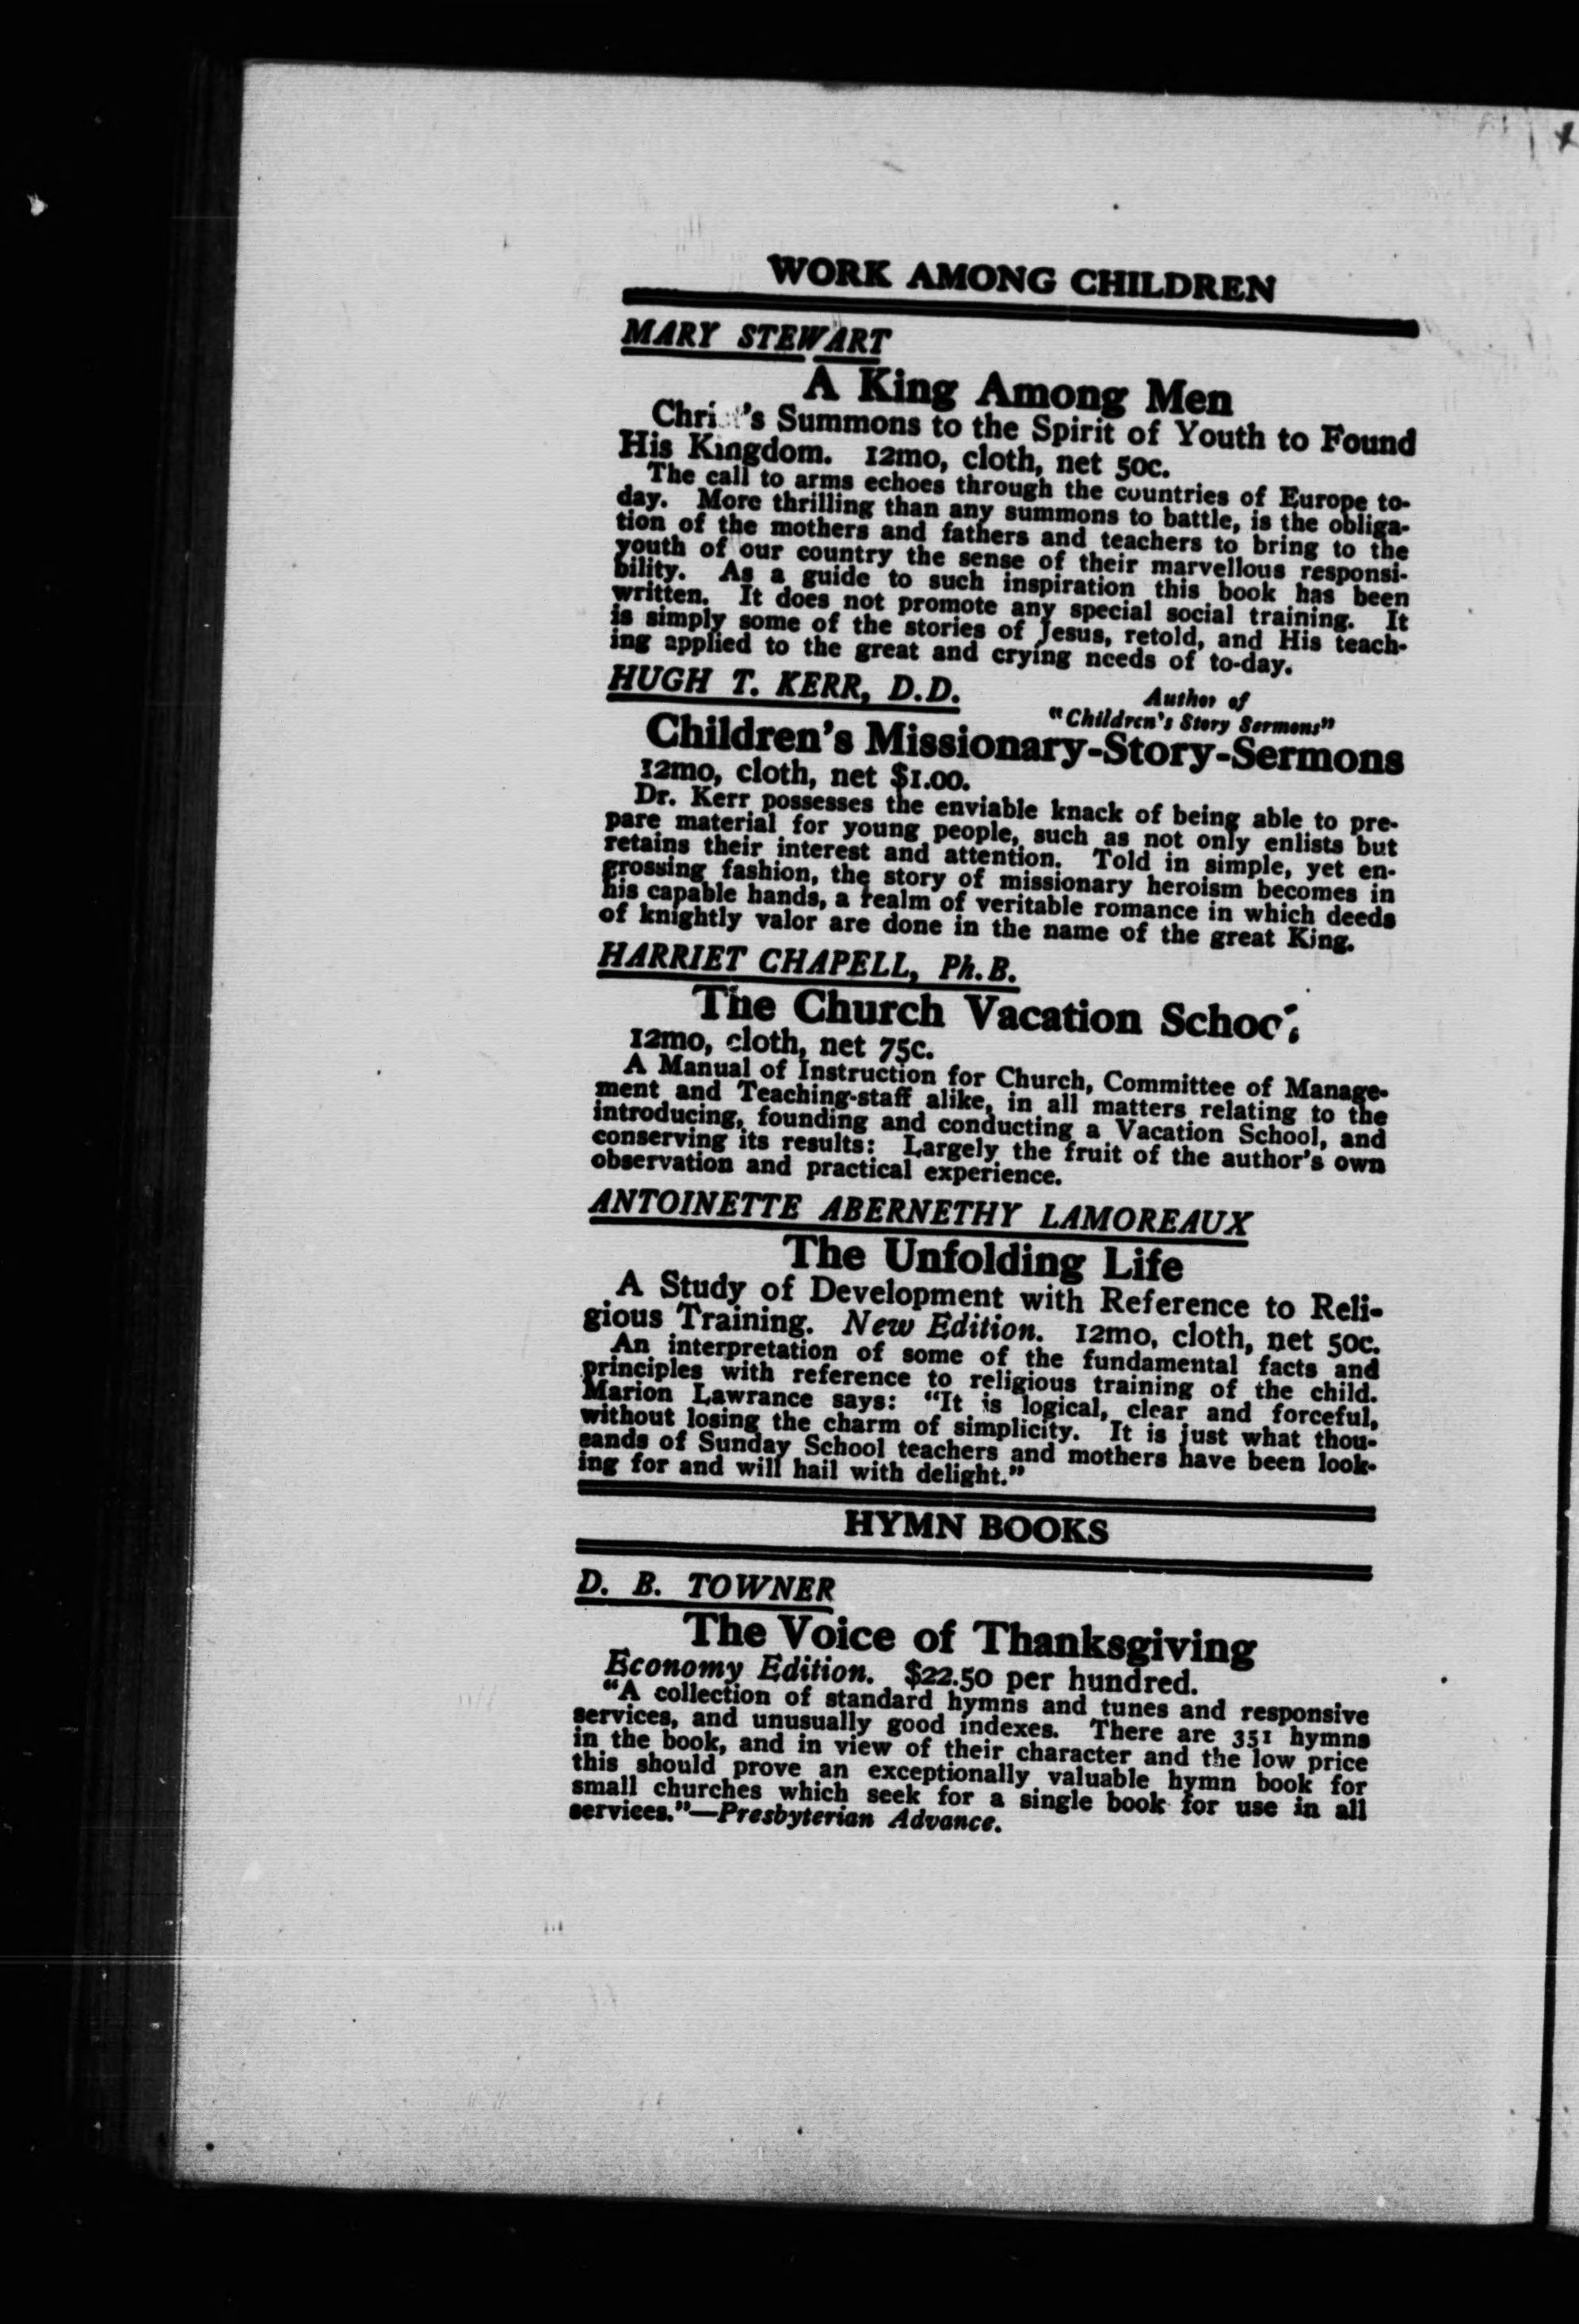 WORK AMONG CHILDREN
MARY STEWART
A King Among Men
Chri  's Summons to the Spirit of Youth to Found
His Kingdom. 12mo, cloth, net 50c.
The call to arms echoes through the countries of Europe to-
day. More thrilling than any summons to battle, is the obliga-
tion of the mothers and fathers and teachers to bring to the
youth of our country the sense of their marvellous responsi-
bility. As a guide to such inspiration this book has been
written. It does not promote any special social training. It
is simply some of the stories of Jesus, retold, and His teach-
ing applied to the great and crying needs of to-day.
HUGH T. KERR, D.D.
Author of
"Children's Story Sermons"
Children's Missionary-Story-Sermons
12mo, cloth, net $1.00.
Dr. Kerr possesses the enviable knack of being able to pre-
pare material for young people, such as not only enlists but
retains their interest and attention. Told in simple, yet en-
grossing fashion, the story of missionary heroism becomes in
his capable hands, a realm of veritable romance in which deeds
of knightly valor are done in the name of the great King.
HARRIET CHAPELL, Ph.B.
The Church Vacation School
12mo, cloth, net 75c.
A Manual of Instruction for Church, Committee of Manage-
ment and Teaching-staff alike, in all matters relating to the
introducing, founding and conducting a Vacation School, and
conserving its results: Largely the fruit of the author's own
observation and practical experience.
ANTOINETTE ABERNETHY LAMOREAUX
The Unfolding Life
A Study of Development with Reference to Reli-
gious Training. New Edition. 12mo, cloth, net 50c.
An interpretation of some of the fundamental facts and
principles with reference to religious training of the child.
Marion Lawrance says: "It is logical, clear and forceful,
without losing the charm of simplicity. It is just what thou-
sands of Sunday School teachers and mothers have been look-
ing for and will hail with delight."
HYMN BOOKS
D. B. TOWNER
The Voice of Thanksgiving
Economy Edition. $22.50 per hundred.
"A collection of standard hymns and tunes and responsive
services, and unusually good indexes. There are 351 hymns
in the book, and in view of their character and the low price
this should prove an exceptionally valuable hymn book for
small churches which seek for a single book for use in all
services."—Presbyterian Advance.